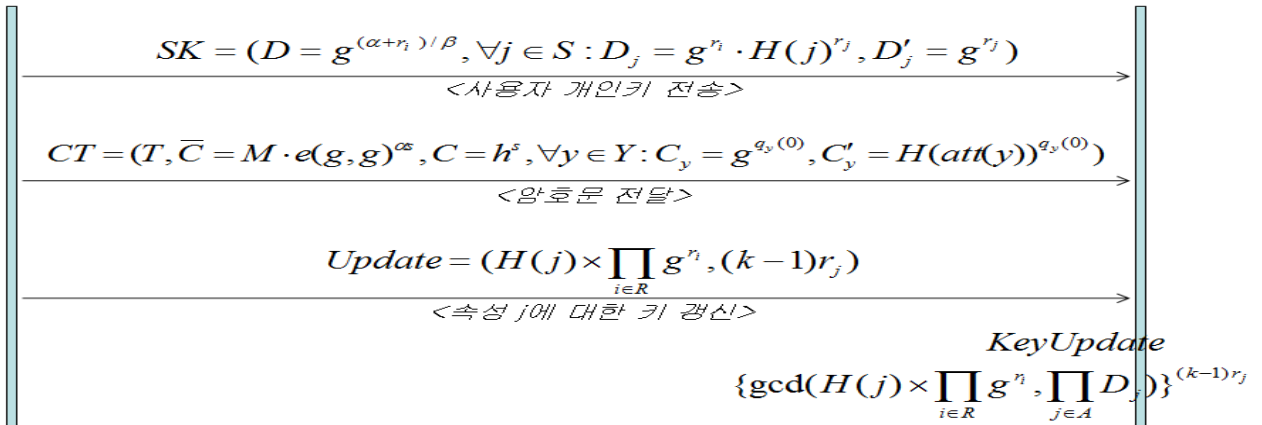 SK = (D = g^{(α+r_i)/β}, ∀j ∈ S : D_j = g^{r_i} · H(j)^{r_j}, D'_j = g^{r_j})
<사용자 개인키 전송>
CT = (T, C̅ = M · e(g,g)^{αs}, C = h^s, ∀y ∈ Y : C_y = g^{q_y(0)}, C'_y = H(att(y))^{q_y(0)})
<암호문 전달>
Update = (H(j) × ∏_{i∈R} g^{r_i}, (k−1)r_j)
<속성 j에 대한 키 갱신>
KeyUpdate
{gcd(H(j) × ∏_{i∈R} g^{r_i}, ∏_{j∈A} D_j)}^{(k−1)r_j}